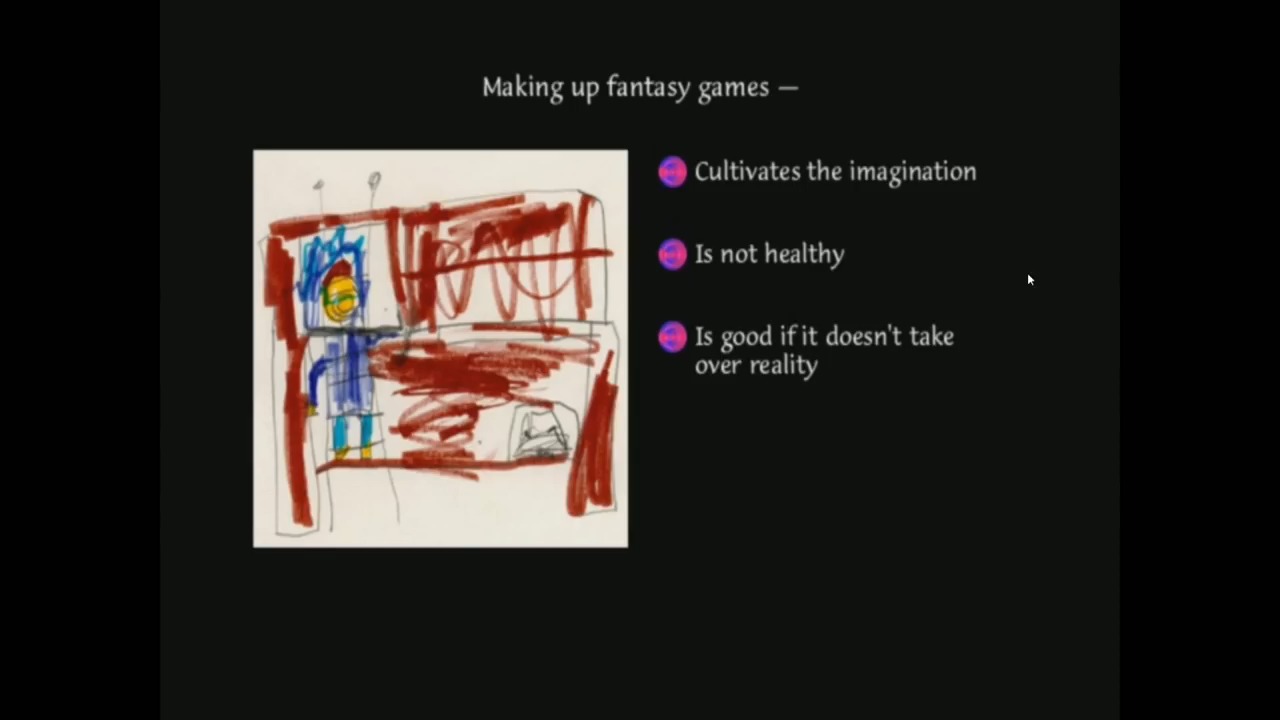 Making up fantasy games —
Cultivates the imagination
Is not healthy
Is good if it doesn't take
over reality